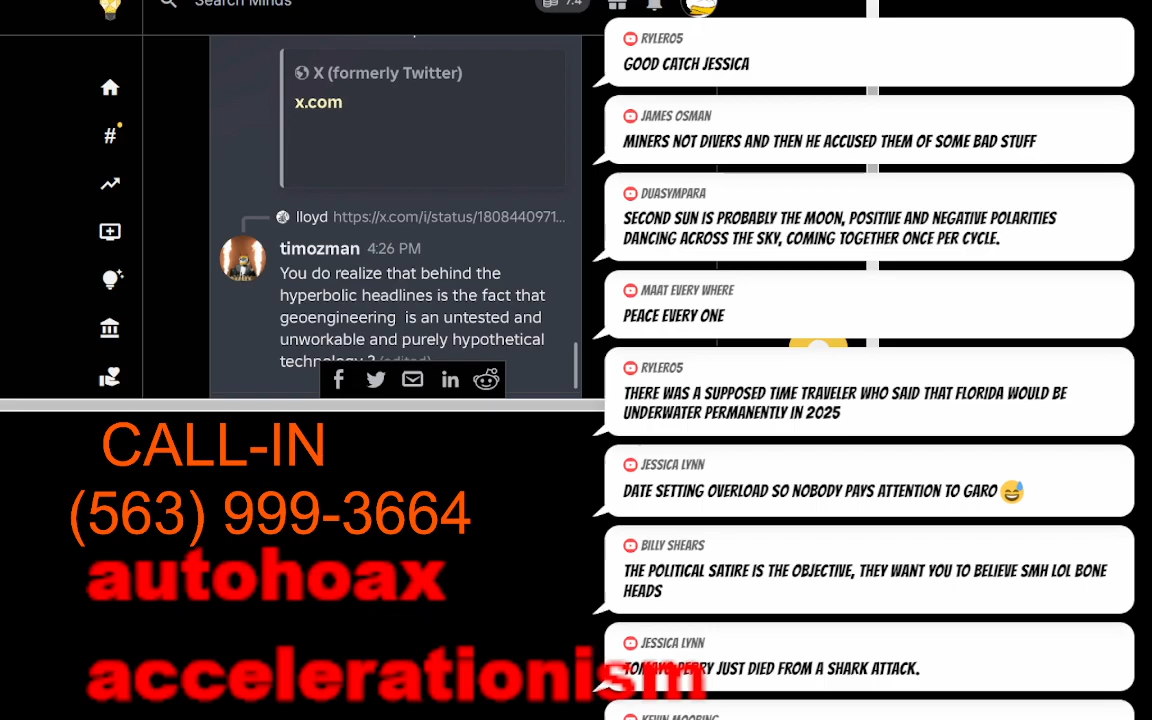 Search Minds
7.4
X (formerly Twitter)
x.com
lloyd https://x.com/i/status/1808440971...
timozman 4:26 PM
You do realize that behind the
hyperbolic headlines is the fact that
geoengineering is an untested and
unworkable and purely hypothetical
technology ? (edited)
CALL-IN
(563) 999-3664
autohoax
accelerationism
RYLER05
GOOD CATCH JESSICA
JAMES OSMAN
MINERS NOT DIVERS AND THEN HE ACCUSED THEM OF SOME BAD STUFF
DUASYMPARA
SECOND SUN IS PROBABLY THE MOON, POSITIVE AND NEGATIVE POLARITIES
DANCING ACROSS THE SKY, COMING TOGETHER ONCE PER CYCLE.
MAAT EVERY WHERE
PEACE EVERY ONE
RYLER05
THERE WAS A SUPPOSED TIME TRAVELER WHO SAID THAT FLORIDA WOULD BE
UNDERWATER PERMANENTLY IN 2025
JESSICA LYNN
DATE SETTING OVERLOAD SO NOBODY PAYS ATTENTION TO GARO 😅
BILLY SHEARS
THE POLITICAL SATIRE IS THE OBJECTIVE, THEY WANT YOU TO BELIEVE SMH LOL BONE
HEADS
JESSICA LYNN
TOMAYO PERRY JUST DIED FROM A SHARK ATTACK.
KEVIN